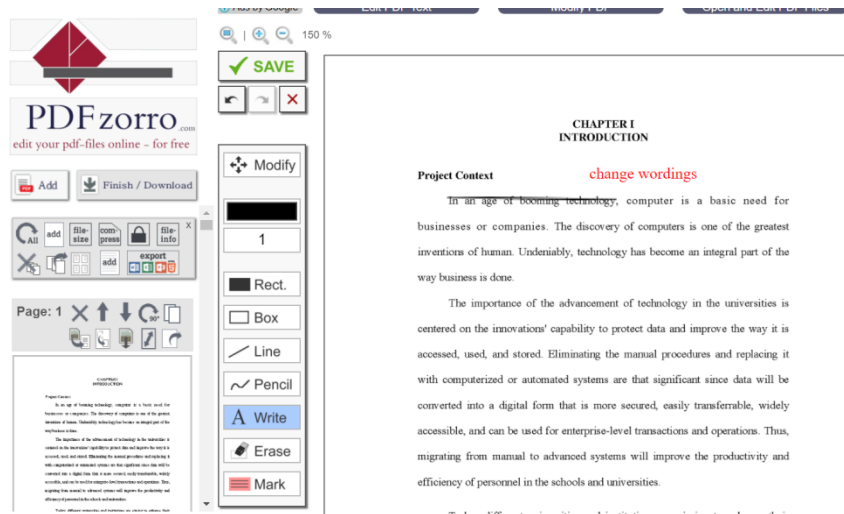 Ads by Google
Edit PDF Text
Modify PDF
Open and Edit PDF Files
150 %
SAVE
PDFzorro.com
edit your pdf-files online - for free
Add
Finish / Download
All
add
file-size
com-press
file-info
X
add
export
Page: 1
90°
Modify
1
Rect.
Box
Line
Pencil
A Write
Erase
Mark
CHAPTER I
INTRODUCTION
Project Context
change wordings
In an age of booming technology, computer is a basic need for
businesses or companies. The discovery of computers is one of the greatest
inventions of human. Undeniably, technology has become an integral part of the
way business is done.
The importance of the advancement of technology in the universities is
centered on the innovations' capability to protect data and improve the way it is
accessed, used, and stored. Eliminating the manual procedures and replacing it
with computerized or automated systems are that significant since data will be
converted into a digital form that is more secured, easily transferrable, widely
accessible, and can be used for enterprise-level transactions and operations. Thus,
migrating from manual to advanced systems will improve the productivity and
efficiency of personnel in the schools and universities.